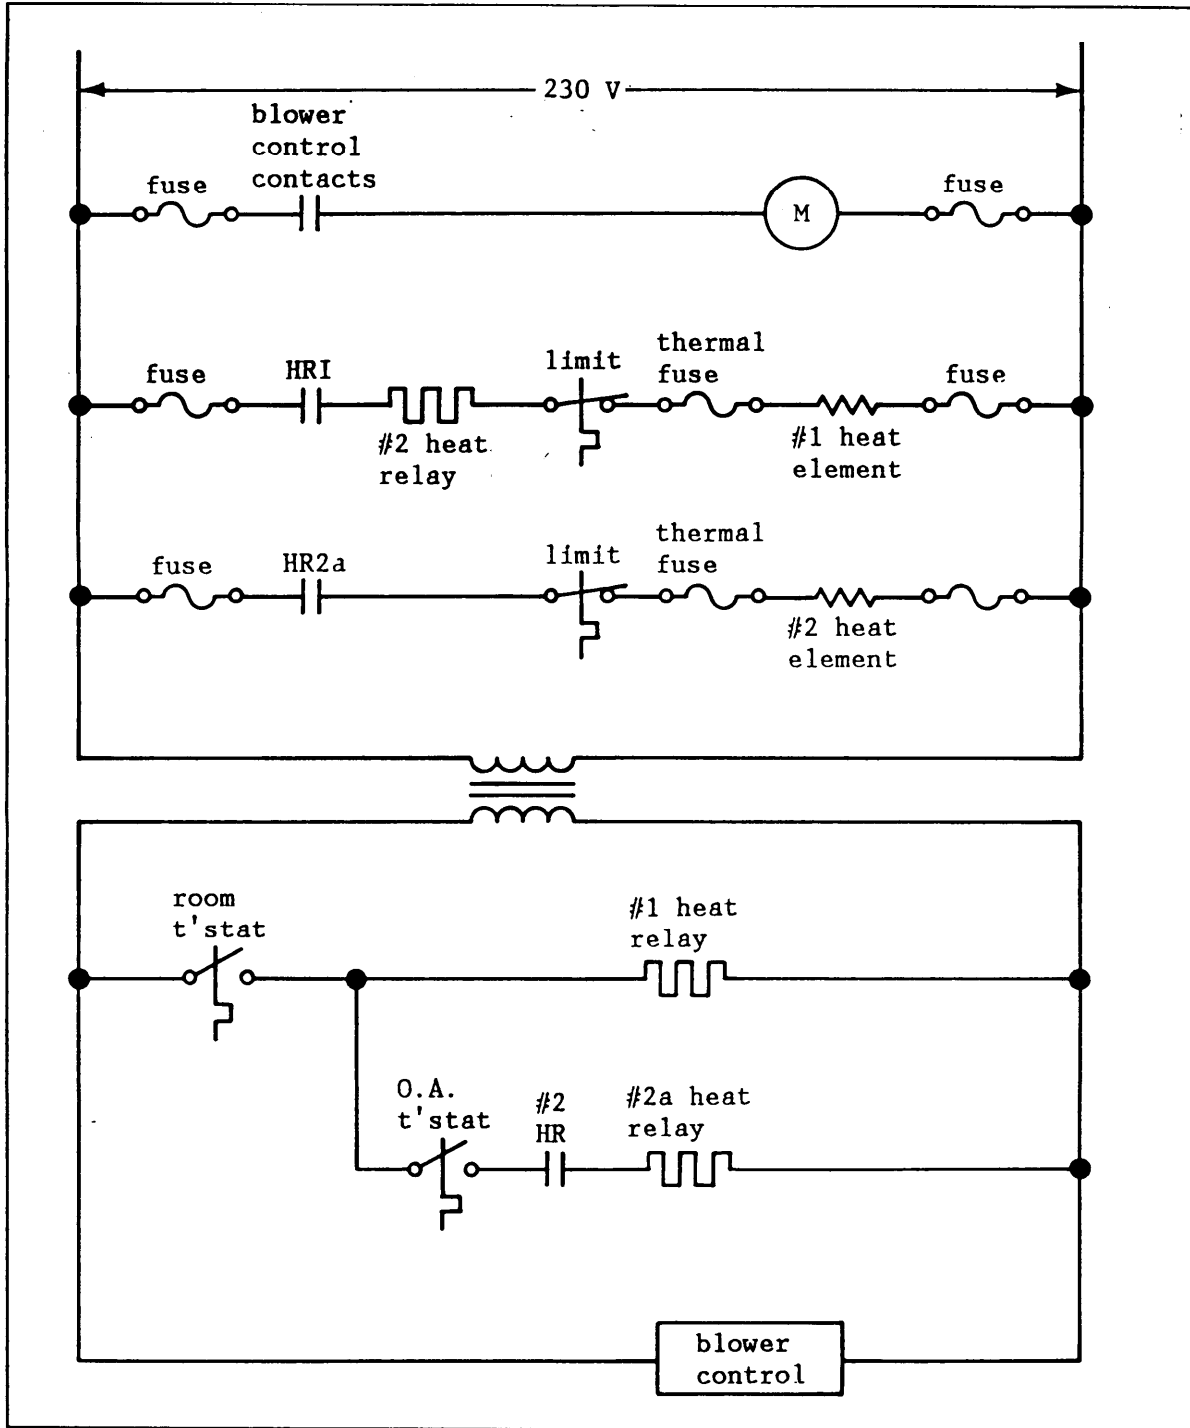 230 V
blower
control
contacts
fuse
fuse
M
fuse
HRI
#2 heat
relay
limit
thermal
fuse
#1 heat
element
fuse
fuse
HR2a
limit
thermal
fuse
#2 heat
element
room
t'stat
#1 heat
relay
O.A.
t'stat
#2
HR
#2a heat
relay
blower
control